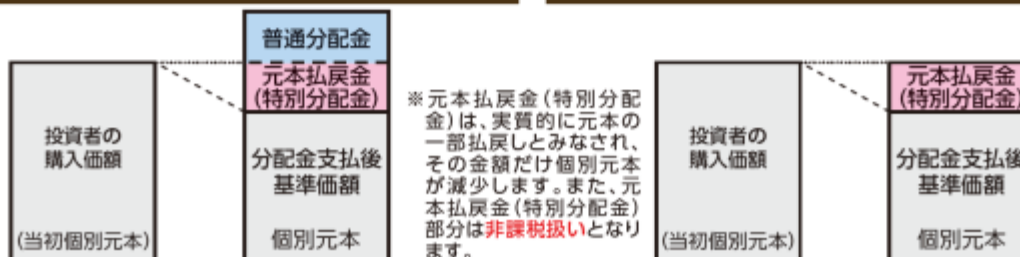 普通分配金
元本払戻金
(特別分配金)
投資者の
購入価額
(当初個別元本)
分配金支払後
基準価額
個別元本
※元本払戻金(特別分配
金)は、実質的に元本の
一部払戻しとみなされ、
その金額だけ個別元本
が減少します。また、元
本払戻金(特別分配金)
部分は非課税扱いとなり
ます。
投資者の
購入価額
(当初個別元本)
元本払戻金
(特別分配金)
分配金支払後
基準価額
個別元本